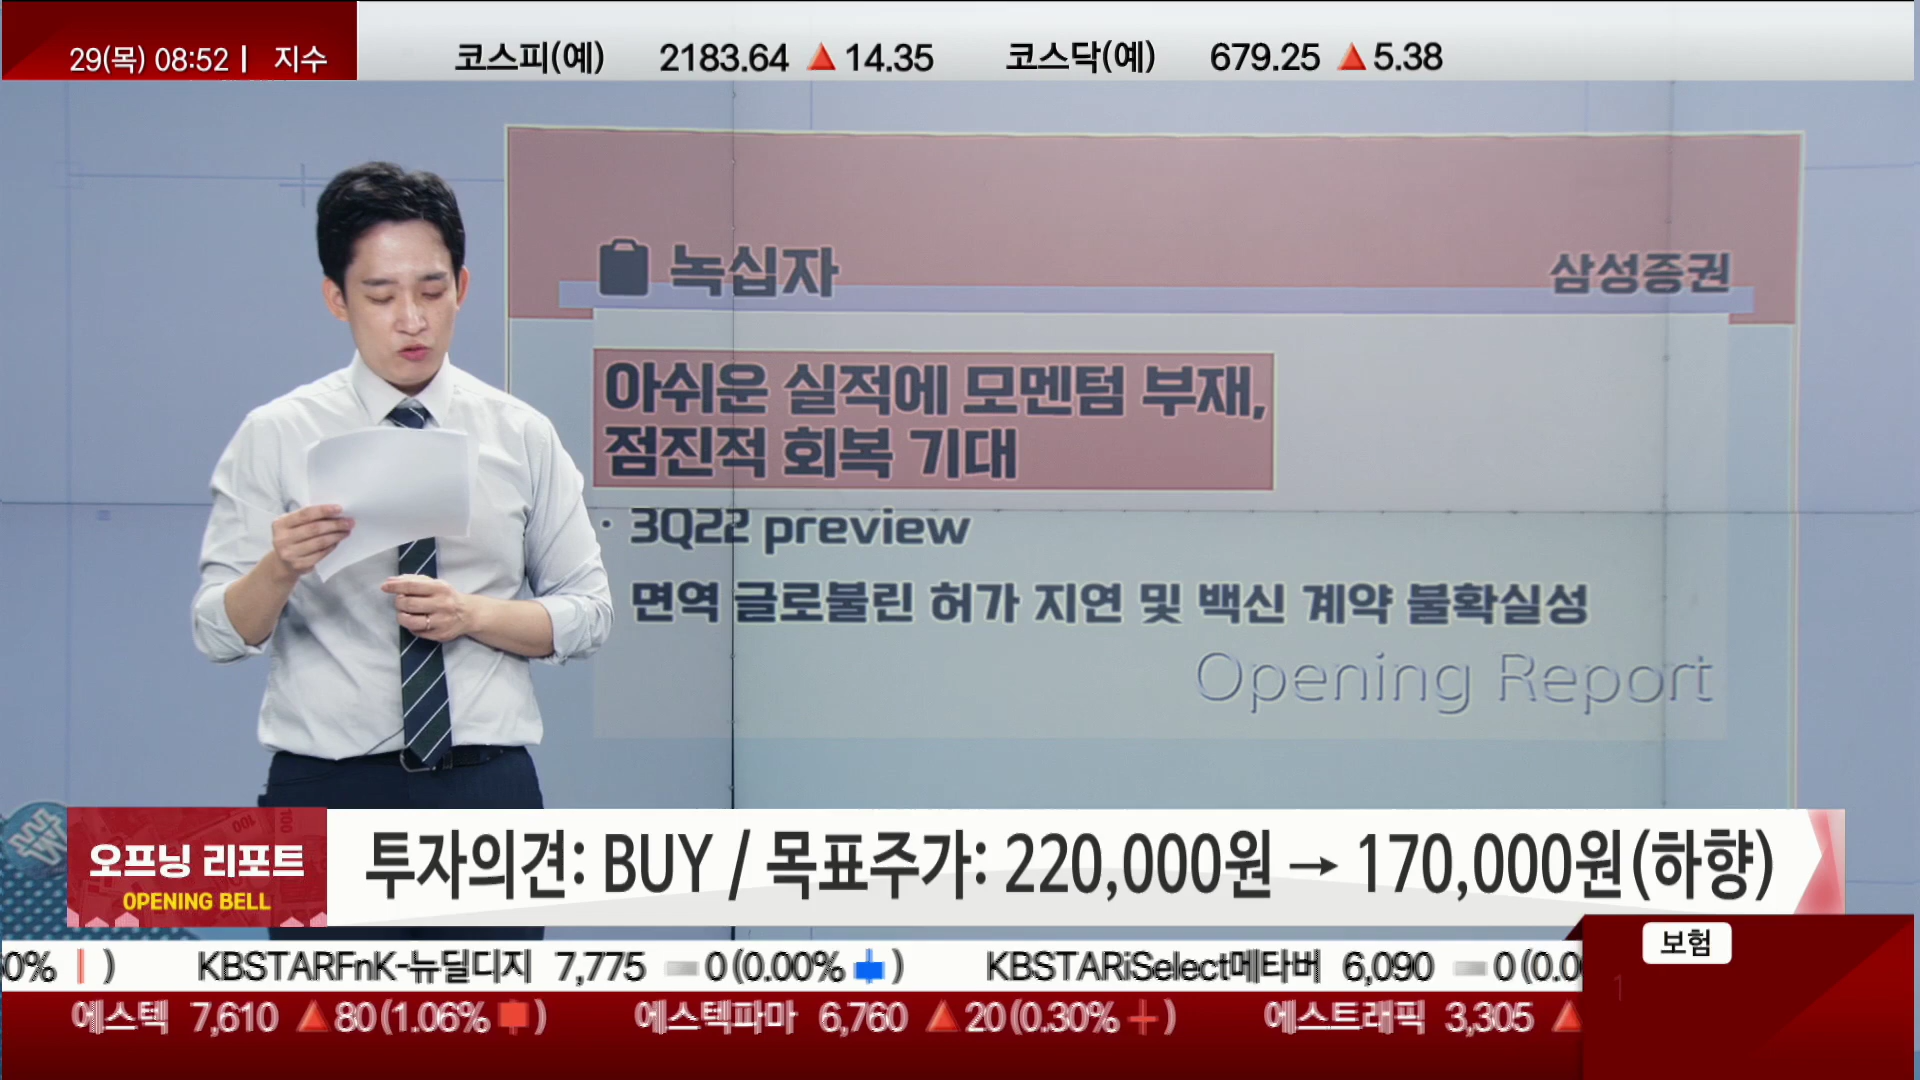 29(목) 08:52 | 지수 코스피(예) 2183.64 ▲14.35 코스닥(예) 679.25 ▲5.38
녹십자 삼성증권
아쉬운 실적에 모멘텀 부재,
점진적 회복 기대
· 3Q22 preview
면역 글로불린 허가 지연 및 백신 계약 불확실성
Opening Report
오프닝 리포트
OPENING BELL
투자의견: BUY / 목표주가: 220,000원 → 170,000원(하향)
0% ) KBSTARFnK-뉴딜디지 7,775 0(0.00% ) KBSTARiSelect메타버 6,090 0(0.0
보험
에스텍 7,610 ▲80(1.06% ) 에스텍파마 6,760 ▲20(0.30% ) 에스트래픽 3,305 ▲